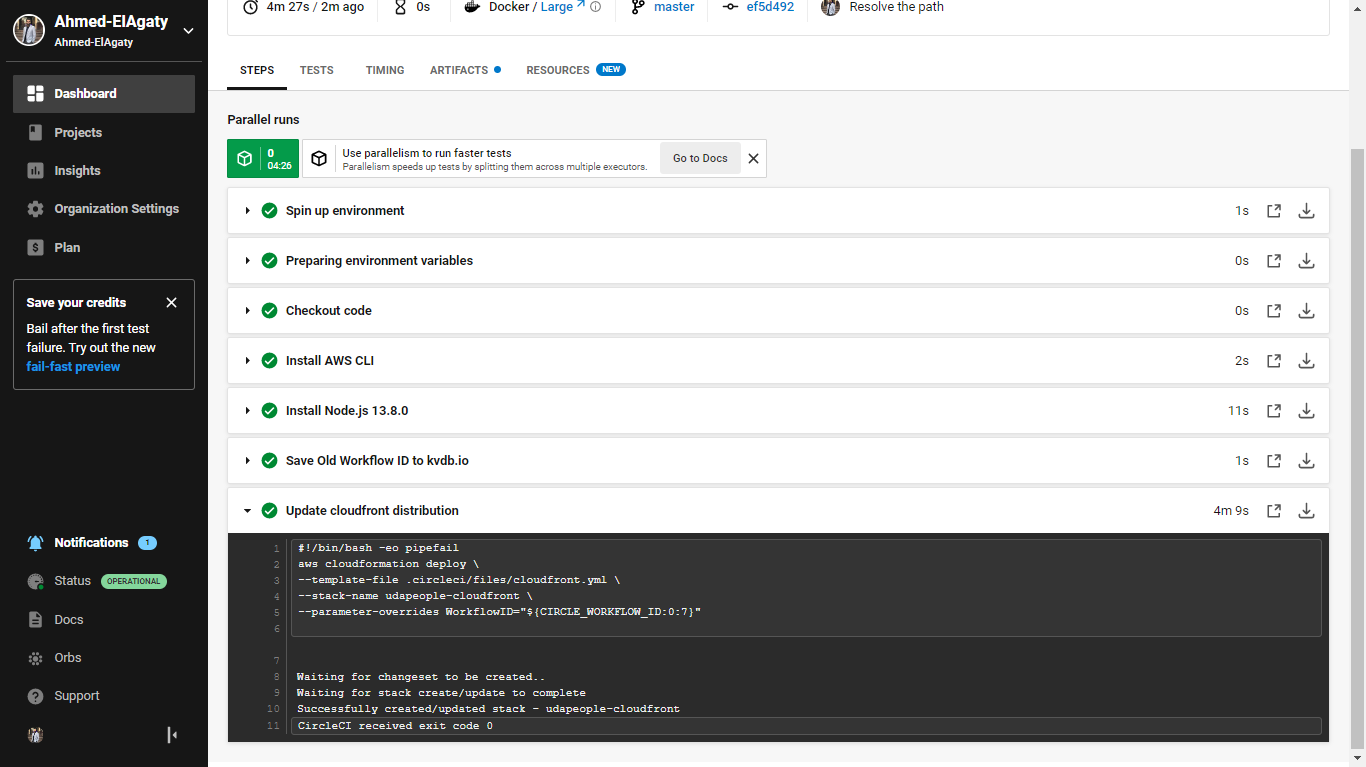 Ahmed-ElAgaty
Ahmed-ElAgaty
Dashboard
Projects
Insights
Organization Settings
Plan
Save your credits
Bail after the first test
failure. Try out the new
fail-fast preview
Notifications 1
Status OPERATIONAL
Docs
Orbs
Support
4m 27s / 2m ago
0s
Docker / Large
master
ef5d492
Resolve the path
STEPS
TESTS
TIMING
ARTIFACTS
RESOURCES NEW
Parallel runs
0
04:26
Use parallelism to run faster tests
Parallelism speeds up tests by splitting them across multiple executors.
Go to Docs
Spin up environment 1s
Preparing environment variables 0s
Checkout code 0s
Install AWS CLI 2s
Install Node.js 13.8.0 11s
Save Old Workflow ID to kvdb.io 1s
Update cloudfront distribution 4m 9s
1 #!/bin/bash -eo pipefail
2 aws cloudformation deploy \
3 --template-file .circleci/files/cloudfront.yml \
4 --stack-name udapeople-cloudfront \
5 --parameter-overrides WorkflowID="${CIRCLE_WORKFLOW_ID:0:7}"
6
7
8 Waiting for changeset to be created..
9 Waiting for stack create/update to complete
10 Successfully created/updated stack - udapeople-cloudfront
11 CircleCI received exit code 0